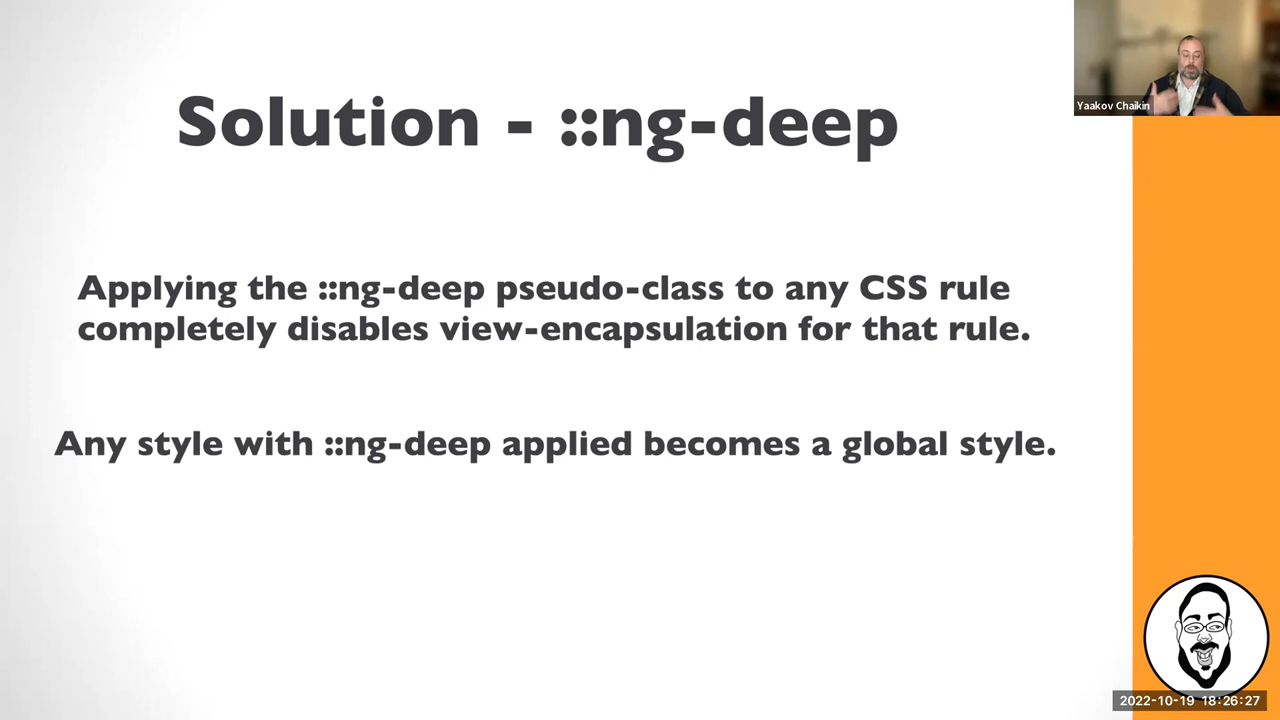 Solution - ::ng-deep
Yaakov Chaikin
Applying the ::ng-deep pseudo-class to any CSS rule
completely disables view-encapsulation for that rule.
Any style with ::ng-deep applied becomes a global style.
2022-10-19 18:26:27